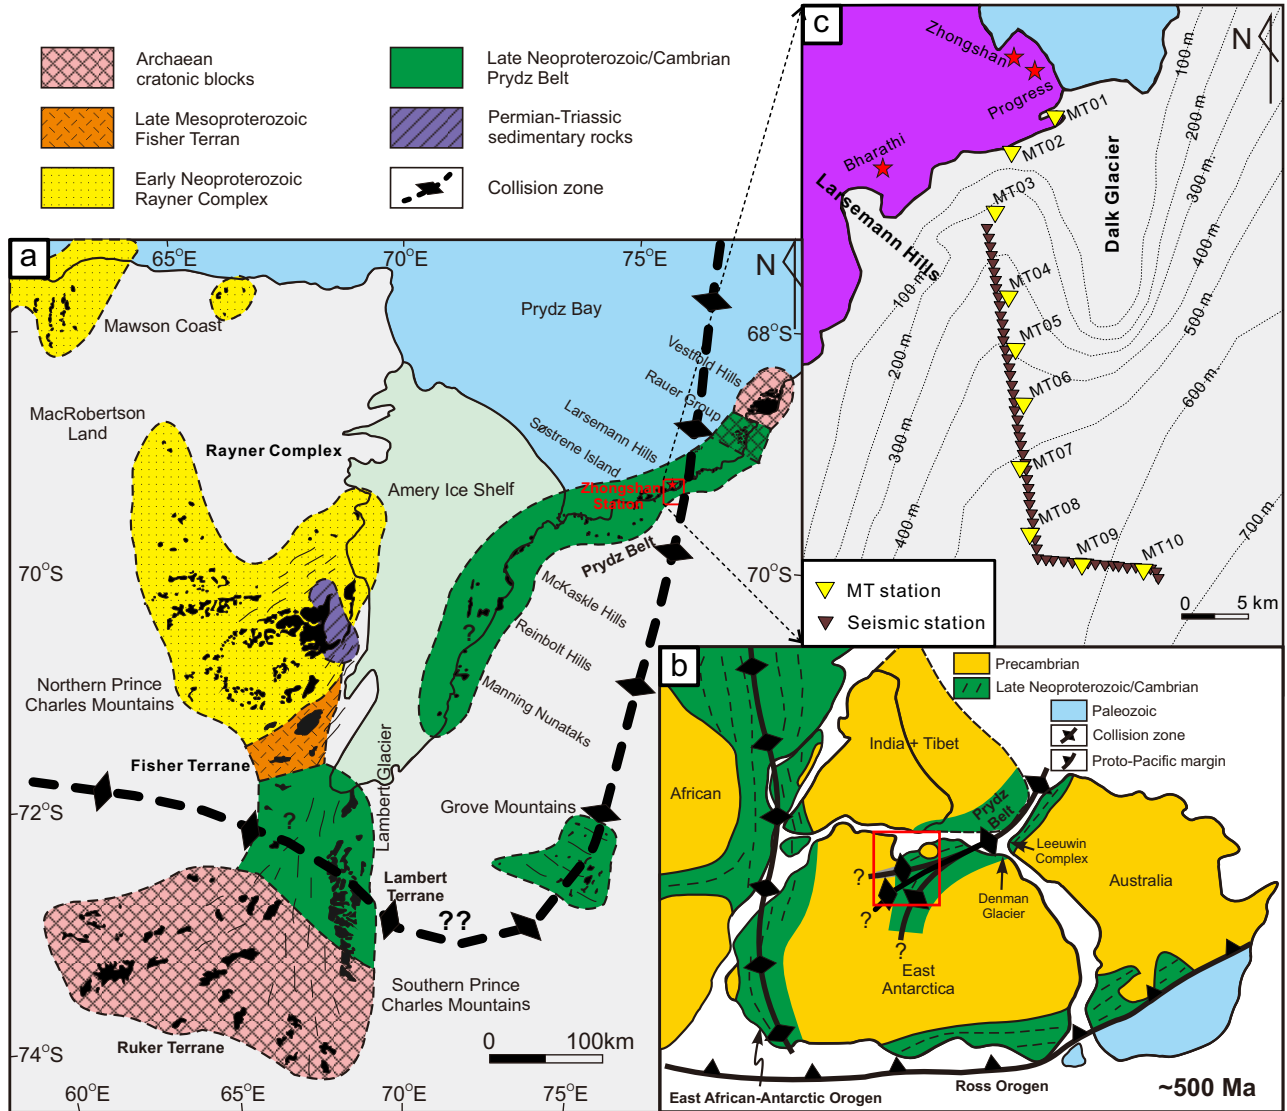 Archaean
cratonic blocks
Late Mesoproterozoic
Fisher Terran
Early Neoproterozoic
Rayner Complex
Late Neoproterozoic/Cambrian
Prydz Belt
Permian-Triassic
sedimentary rocks
Collision zone
a
65°E
70°E
75°E
N
Mawson Coast
Prydz Bay
68°S
Vestfold Hills
Rauer Group
Larsemann Hills
Søstrene Island
MacRobertson
Land
Rayner Complex
Amery Ice Shelf
Zhongshan
Station
Prydz Belt
70°S
70°S
McKaskle Hills
?
Reinbolt Hills
Manning Nunataks
Northern Prince
Charles Mountains
Fisher Terrane
Lambert Glacier
Grove Mountains
72°S
?
Lambert
Terrane
??
Southern Prince
Charles Mountains
Ruker Terrane
0
100km
74°S
60°E
65°E
70°E
75°E
c
N
Zhongshan
Progress
Bharathi
Larsemann Hills
Dalk Glacier
MT01
MT02
MT03
MT04
MT05
MT06
MT07
MT08
MT09
MT10
100 m
200 m
300 m
400 m
500 m
600 m
700 m
100 m
200 m
300 m
400 m
MT station
Seismic station
0
5 km
b
Precambrian
Late Neoproterozoic/Cambrian
Paleozoic
Collision zone
Proto-Pacific margin
India + Tibet
African
Prydz
Belt
Leeuwin
Complex
Australia
Denman
Glacier
?
?
?
East
Antarctica
Ross Orogen
East African-Antarctic Orogen
~500 Ma